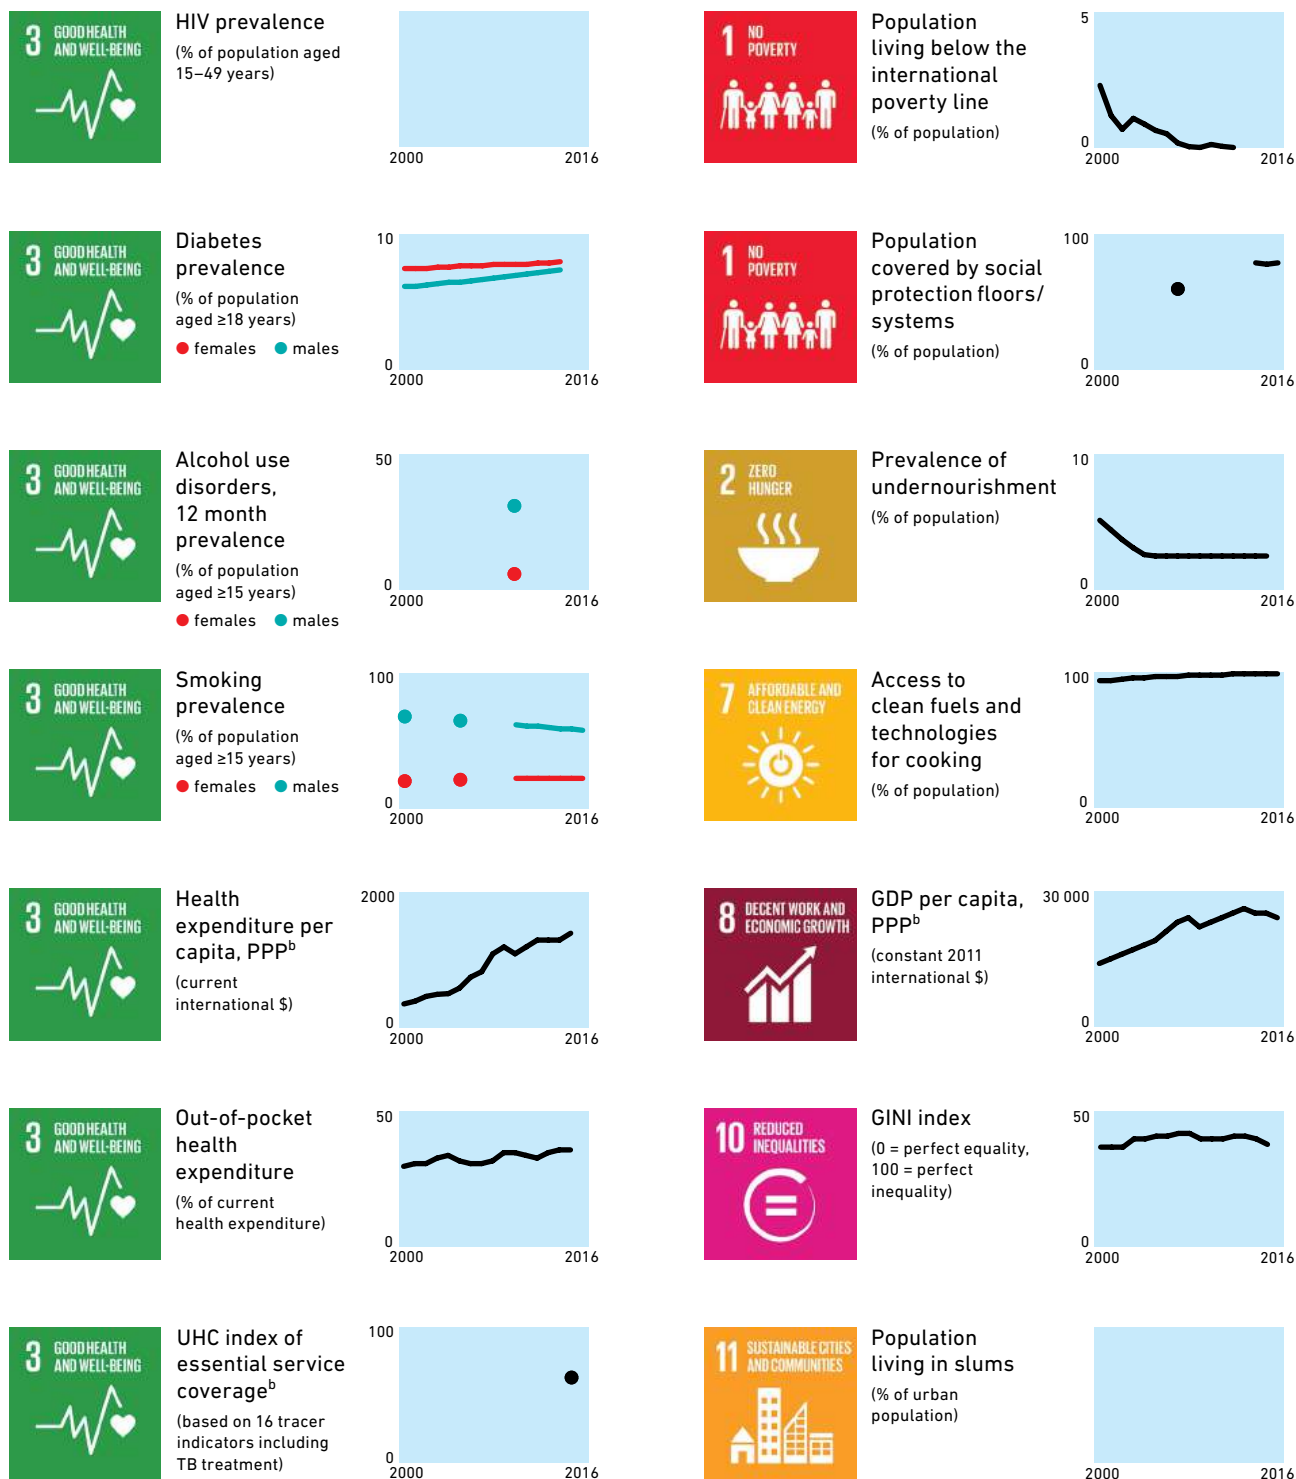 3 GOOD HEALTH
AND WELL-BEING
HIV prevalence
(% of population aged
15–49 years)
2000 2016
1 NO
POVERTY
Population
living below the
international
poverty line
(% of population)
5
0
2000 2016
3 GOOD HEALTH
AND WELL-BEING
Diabetes
prevalence
(% of population
aged ≥18 years)
females males
10
0
2000 2016
1 NO
POVERTY
Population
covered by social
protection floors/
systems
(% of population)
100
0
2000 2016
3 GOOD HEALTH
AND WELL-BEING
Alcohol use
disorders,
12 month
prevalence
(% of population
aged ≥15 years)
females males
50
0
2000 2016
2 ZERO
HUNGER
Prevalence of
undernourishment
(% of population)
10
0
2000 2016
3 GOOD HEALTH
AND WELL-BEING
Smoking
prevalence
(% of population
aged ≥15 years)
females males
100
0
2000 2016
7 AFFORDABLE AND
CLEAN ENERGY
Access to
clean fuels and
technologies
for cooking
(% of population)
100
0
2000 2016
3 GOOD HEALTH
AND WELL-BEING
Health
expenditure per
capita, PPPᵇ
(current
international $)
2000
0
2000 2016
8 DECENT WORK AND
ECONOMIC GROWTH
GDP per capita,
PPPᵇ
(constant 2011
international $)
30 000
0
2000 2016
3 GOOD HEALTH
AND WELL-BEING
Out-of-pocket
health
expenditure
(% of current
health expenditure)
50
0
2000 2016
10 REDUCED
INEQUALITIES
GINI index
(0 = perfect equality,
100 = perfect
inequality)
50
0
2000 2016
3 GOOD HEALTH
AND WELL-BEING
UHC index of
essential service
coverageᵇ
(based on 16 tracer
indicators including
TB treatment)
100
0
2000 2016
11 SUSTAINABLE CITIES
AND COMMUNITIES
Population
living in slums
(% of urban
population)
2000 2016